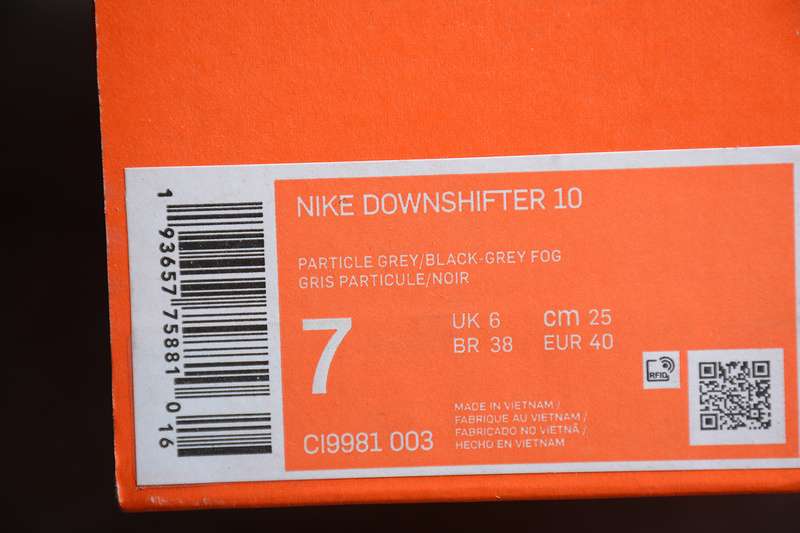 NIKE DOWNSHIFTER 10
PARTICLE GREY/BLACK-GREY FOG
GRIS PARTICULE/NOIR
7
UK 6 cm 25
BR 38 EUR 40
CI9981 003
MADE IN VIETNAM /
FABRIQUE AU VIETNAM /
FABRICADO NO VIETNÃ /
HECHO EN VIETNAM
RFID
1 93657 75881 016